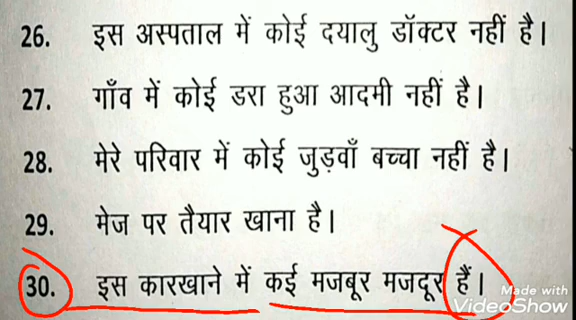 26. इस अस्पताल में कोई दयालु डॉक्टर नहीं है।
27. गाँव में कोई डरा हुआ आदमी नहीं है।
28. मेरे परिवार में कोई जुड़वाँ बच्चा नहीं है।
29. मेज पर तैयार खाना है।
30. इस कारखाने में कई मजबूर मजदूर हैं।
Made with
VideoShow